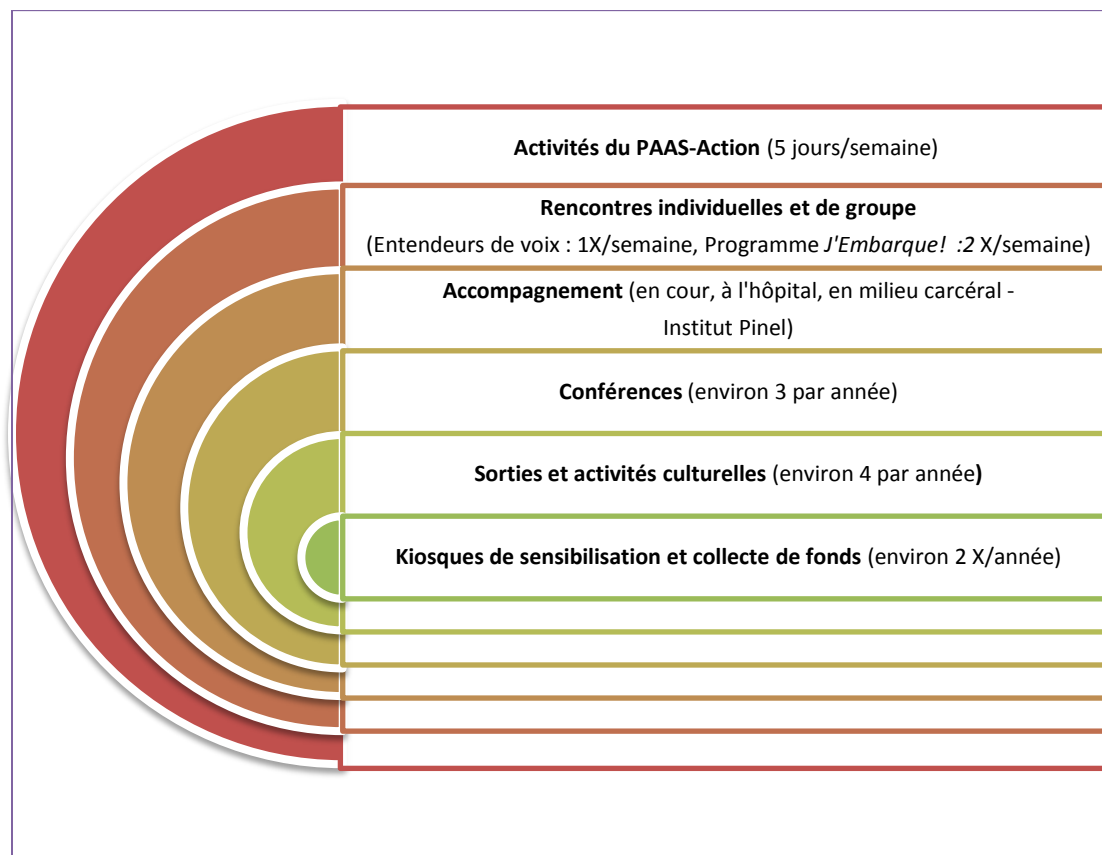 Activités du PAAS-Action (5 jours/semaine)
Rencontres individuelles et de groupe
(Entendeurs de voix : 1X/semaine, Programme J'Embarque! :2 X/semaine)
Accompagnement (en cour, à l'hôpital, en milieu carcéral -
Institut Pinel)
Conférences (environ 3 par année)
Sorties et activités culturelles (environ 4 par année)
Kiosques de sensibilisation et collecte de fonds (environ 2 X/année)